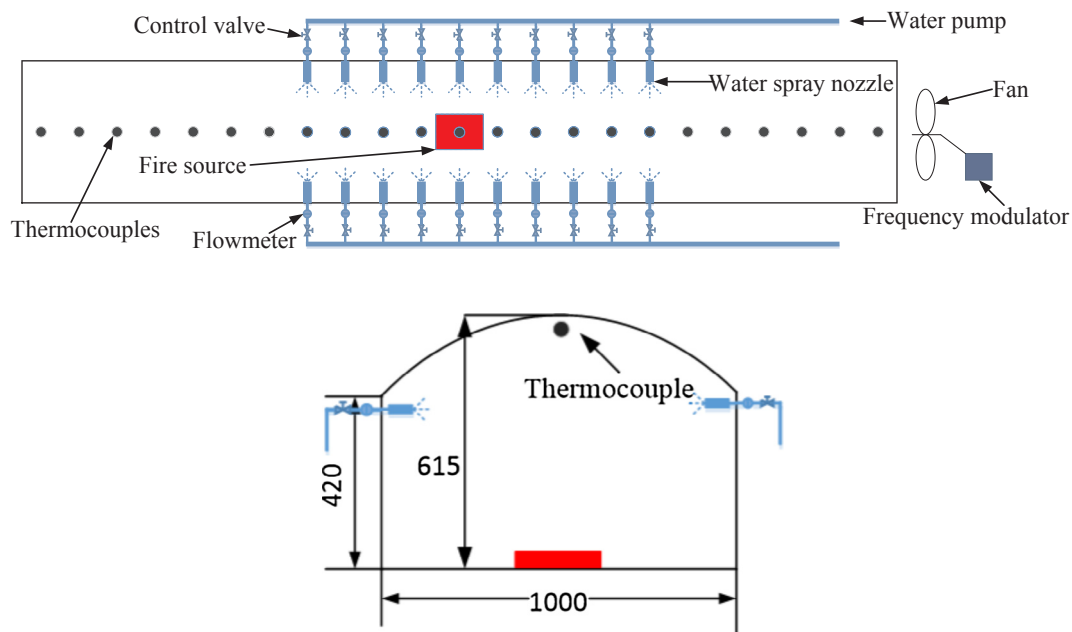 Control valve
Water pump
Water spray nozzle
Fan
Fire source
Thermocouples
Flowmeter
Frequency modulator
Thermocouple
615
420
1000